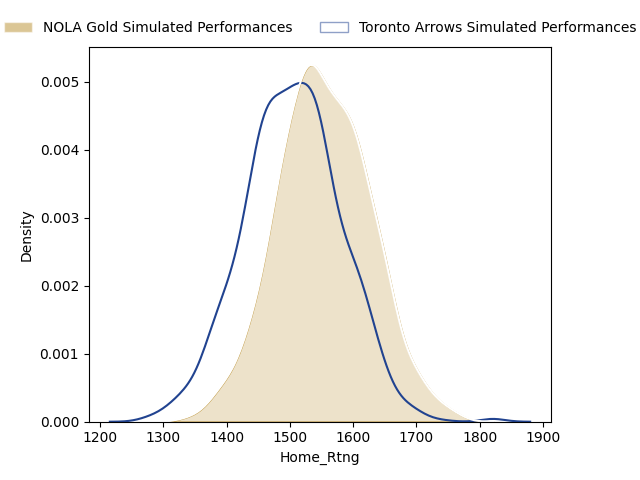 NOLA Gold Simulated Performances
Toronto Arrows Simulated Performances
0.005
0.004
0.003
0.002
0.001
0.000
Density
1200 1300 1400 1500 1600 1700 1800 1900
Home_Rtng